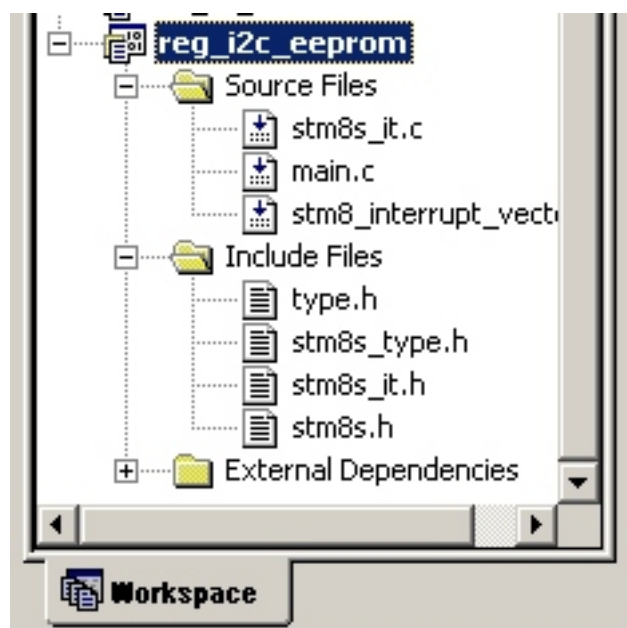 reg_i2c_eeprom
Source Files
stm8s_it.c
main.c
stm8_interrupt_vect
Include Files
type.h
stm8s_type.h
stm8s_it.h
stm8s.h
External Dependencies
Workspace